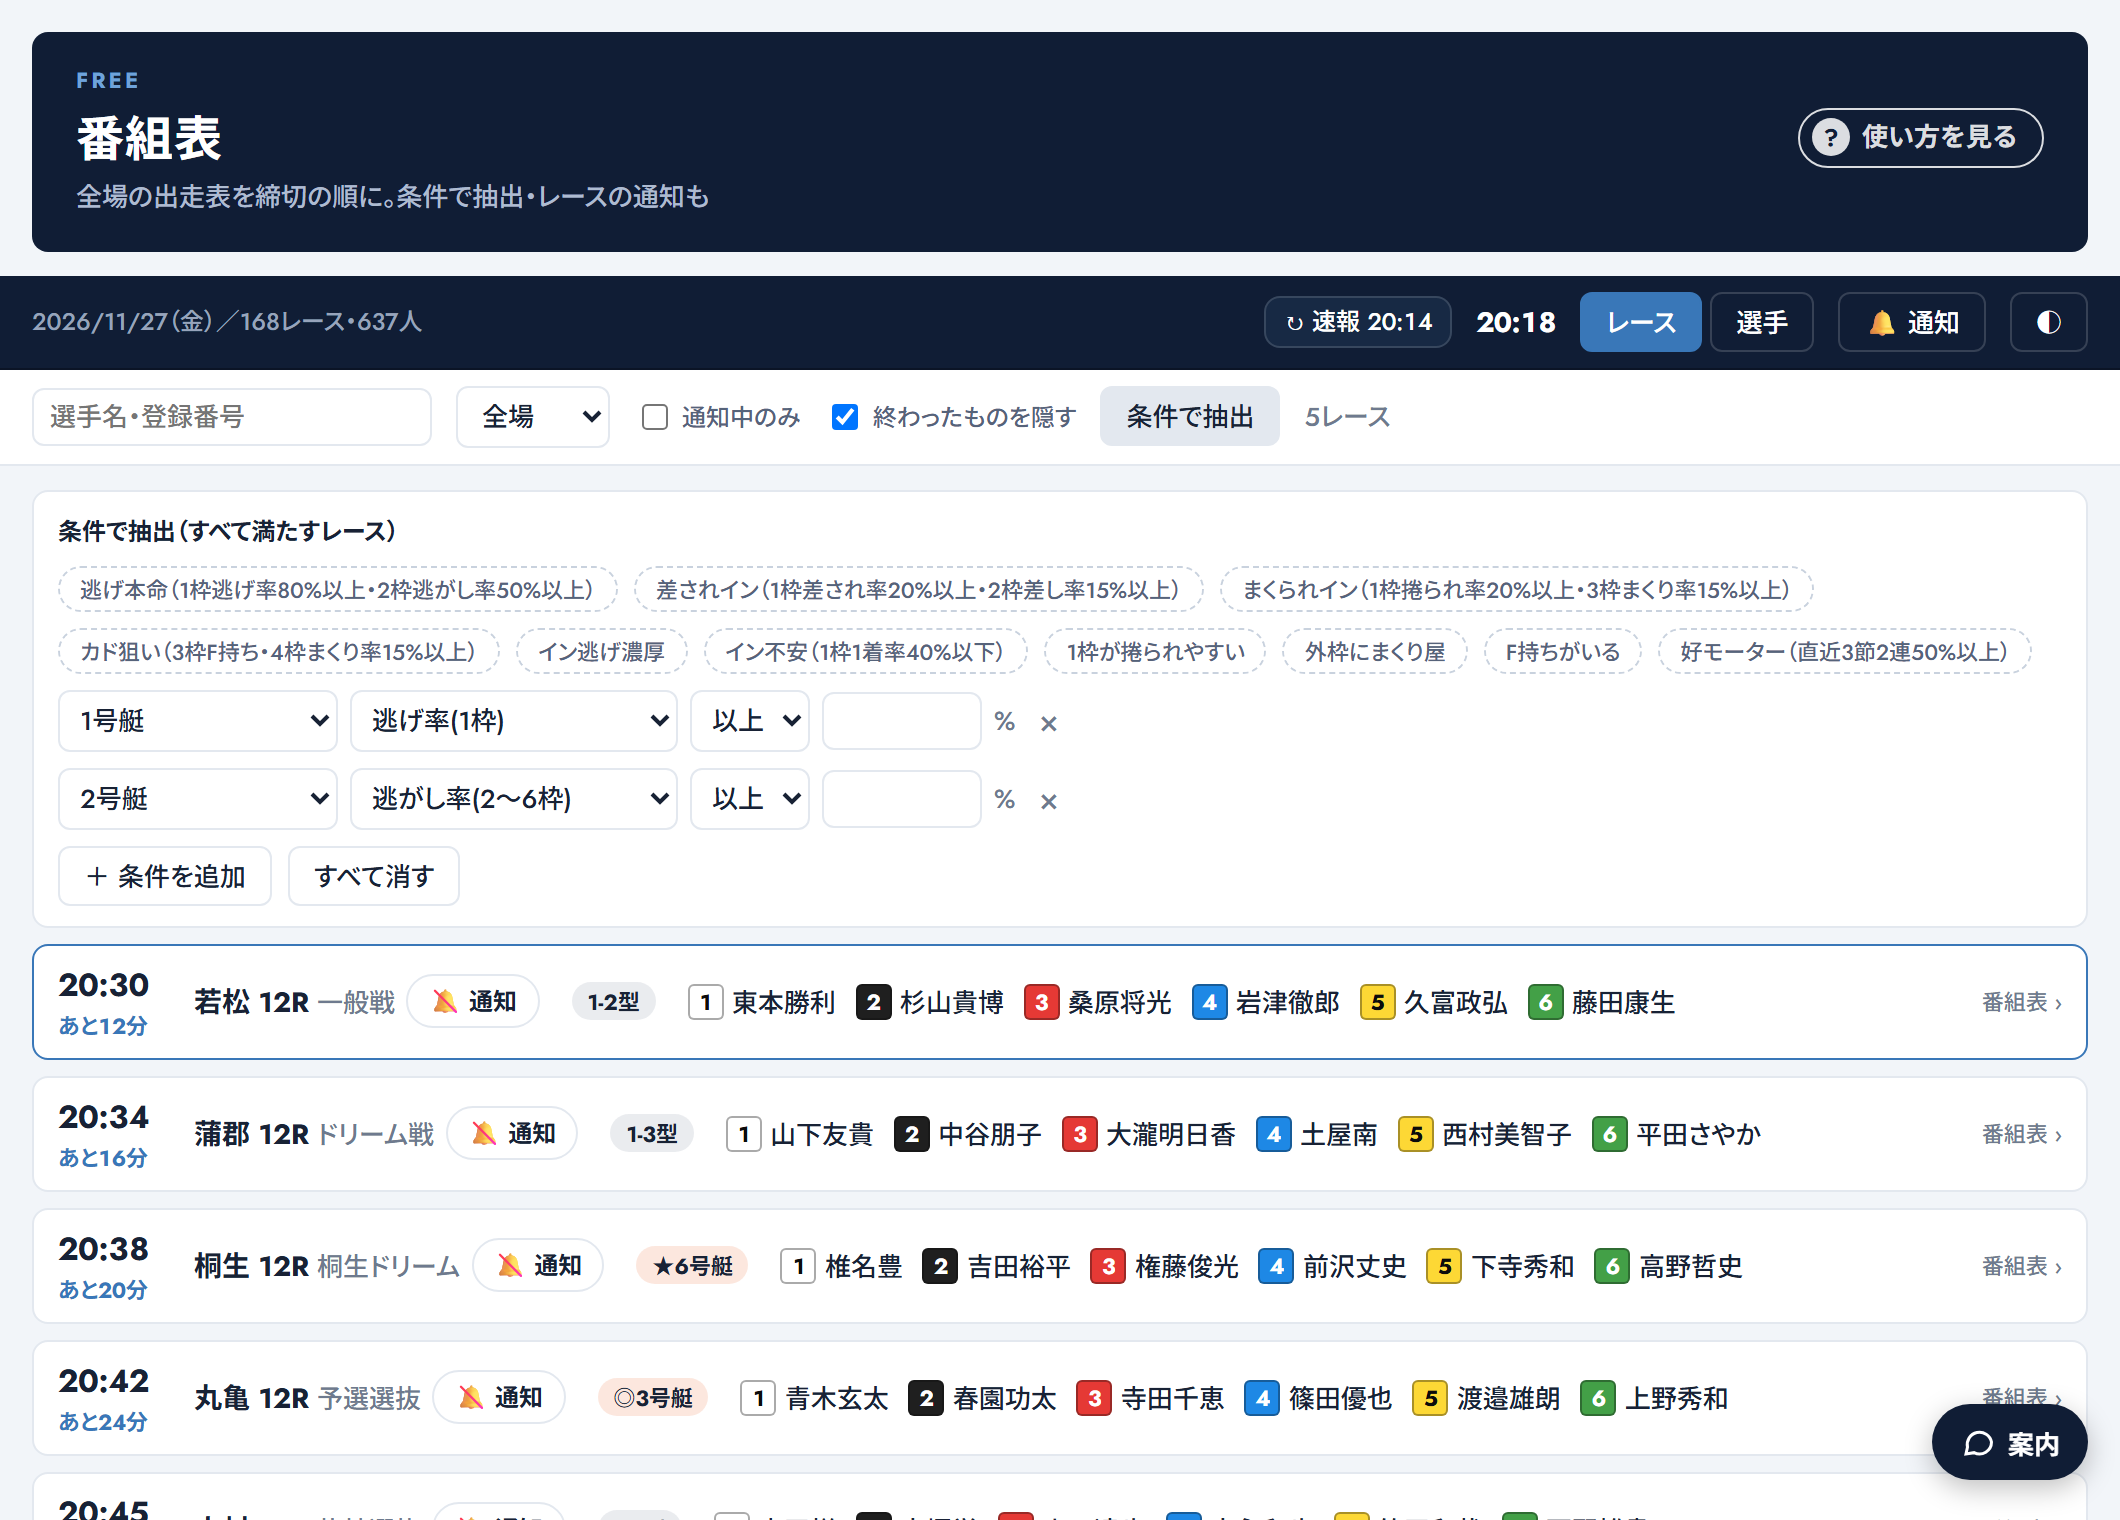 FREE
番組表
全場の出走表を締切の順に。条件で抽出・レースの通知も
? 使い方を見る
2026/11/27(金)／168レース・637人
↻ 速報 20:14 20:18 レース 選手 通知
選手名・登録番号 全場 通知中のみ 終わったものを隠す 条件で抽出 5レース
条件で抽出(すべて満たすレース)
逃げ本命(1枠逃げ率80%以上・2枠逃がし率50%以上) 差されイン(1枠差され率20%以上・2枠差し率15%以上) まくられイン(1枠捲られ率20%以上・3枠まくり率15%以上)
カド狙い(3枠F持ち・4枠まくり率15%以上) イン逃げ濃厚 イン不安(1枠1着率40%以下) 1枠が捲られやすい 外枠にまくり屋 F持ちがいる 好モーター(直近3節2連50%以上)
1号艇 逃げ率(1枠) 以上 % ×
2号艇 逃がし率(2〜6枠) 以上 % ×
＋ 条件を追加 すべて消す
20:30 若松 12R 一般戦 通知 1-2型 1 東本勝利 2 杉山貴博 3 桑原将光 4 岩津徹郎 5 久富政弘 6 藤田康生 番組表 ›
あと12分
20:34 蒲郡 12R ドリーム戦 通知 1-3型 1 山下友貴 2 中谷朋子 3 大瀧明日香 4 土屋南 5 西村美智子 6 平田さやか 番組表 ›
あと16分
20:38 桐生 12R 桐生ドリーム 通知 ★6号艇 1 椎名豊 2 吉田裕平 3 権藤俊光 4 前沢丈史 5 下寺秀和 6 高野哲史 番組表 ›
あと20分
20:42 丸亀 12R 予選選抜 通知 ◎3号艇 1 青木玄太 2 春園功太 3 寺田千恵 4 篠田優也 5 渡邉雄朗 6 上野秀和 番組表 ›
あと24分
案内
20:45